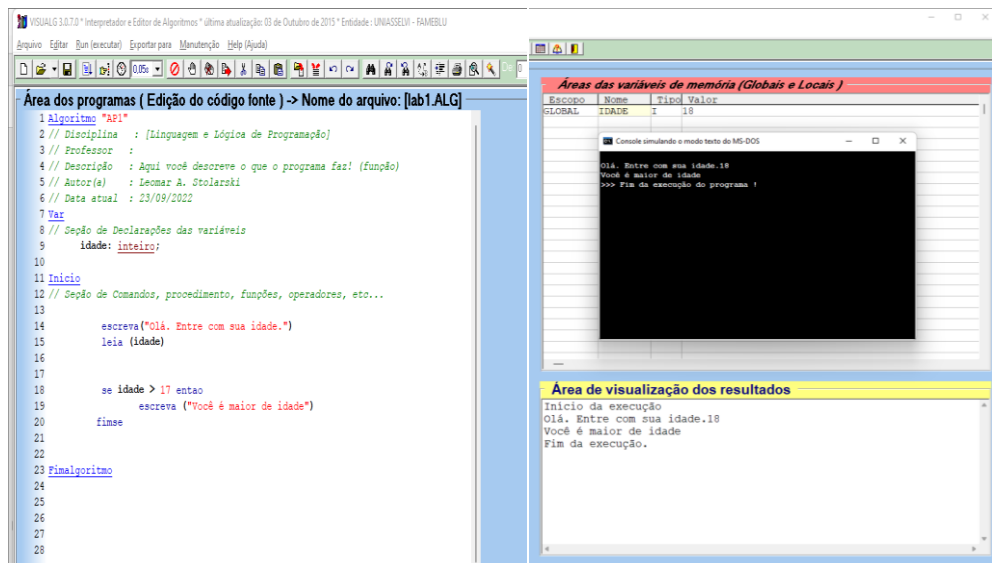 VISUALG 3.0.7.0 * Interpretador e Editor de Algoritmos * última atualização: 03 de Outubro de 2015 * Entidade : UNIASSELVI - FAMEBLU
Arquivo Editar Run (executar) Exportar para Manutenção Help (Ajuda)
0,05s
0
Área dos programas ( Edição do código fonte ) -> Nome do arquivo: [lab1.ALG]
1 Algoritmo "AP1"
2 // Disciplina : [Linguagem e Lógica de Programação]
3 // Professor :
4 // Descrição : Aqui você descreve o que o programa faz! (função)
5 // Autor(a) : Leomar A. Stolarski
6 // Data atual : 23/09/2022
7 Var
8 // Seção de Declarações das variáveis
9 idade: inteiro;
10
11 Inicio
12 // Seção de Comandos, procedimento, funções, operadores, etc...
13
14 escreva("Olá. Entre com sua idade.")
15 leia (idade)
16
17
18 se idade > 17 entao
19 escreva ("Você é maior de idade")
20 fimse
21
22
23 Fimalgoritmo
24
25
26
27
28
Áreas das variáveis de memória (Globais e Locais )
Escopo Nome Tipo Valor
GLOBAL IDADE I 18
Console simulando o modo texto do MS-DOS
Olá. Entre com sua idade.18
Você é maior de idade
>>> Fim da execução do programa !
Área de visualização dos resultados
Início da execução
Olá. Entre com sua idade.18
Você é maior de idade
Fim da execução.